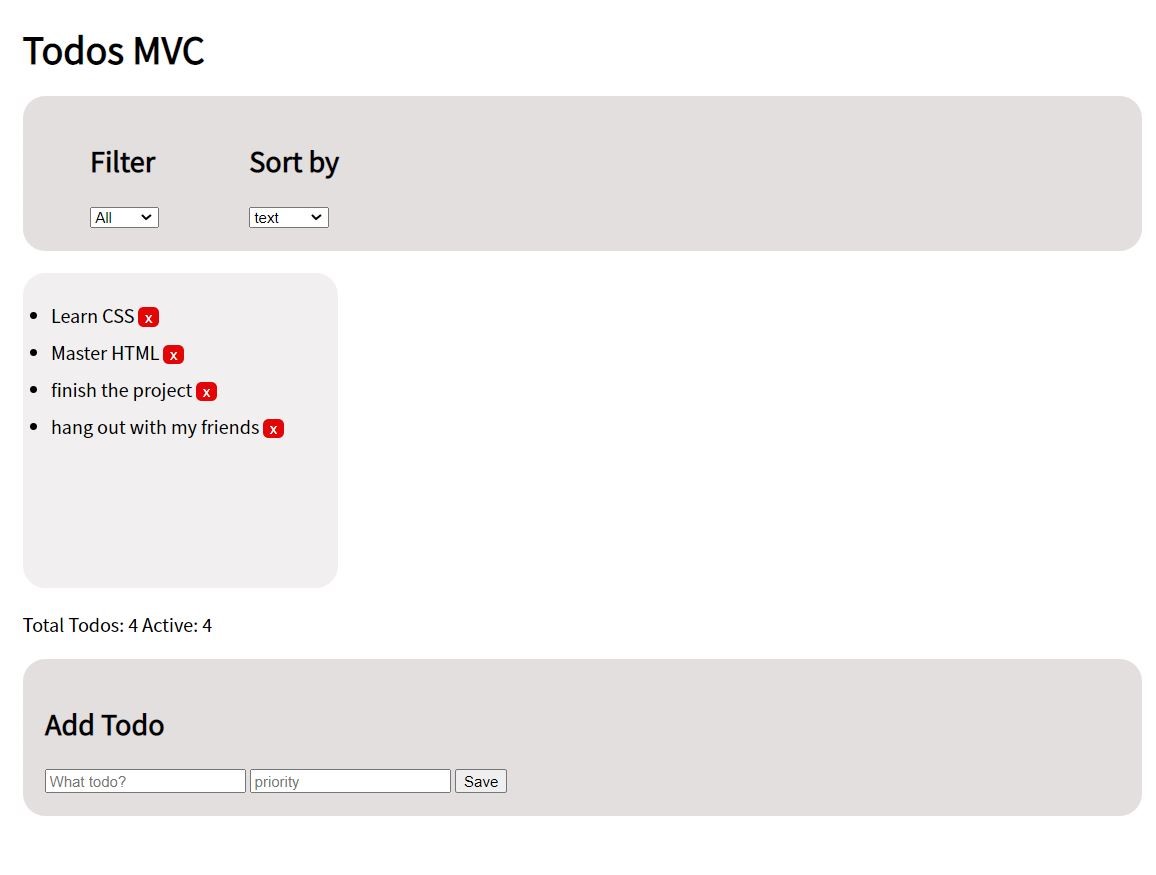 Todos MVC
Filter Sort by
All text
Learn CSS x
Master HTML x
finish the project x
hang out with my friends x
Total Todos: 4 Active: 4
Add Todo
What todo? priority Save